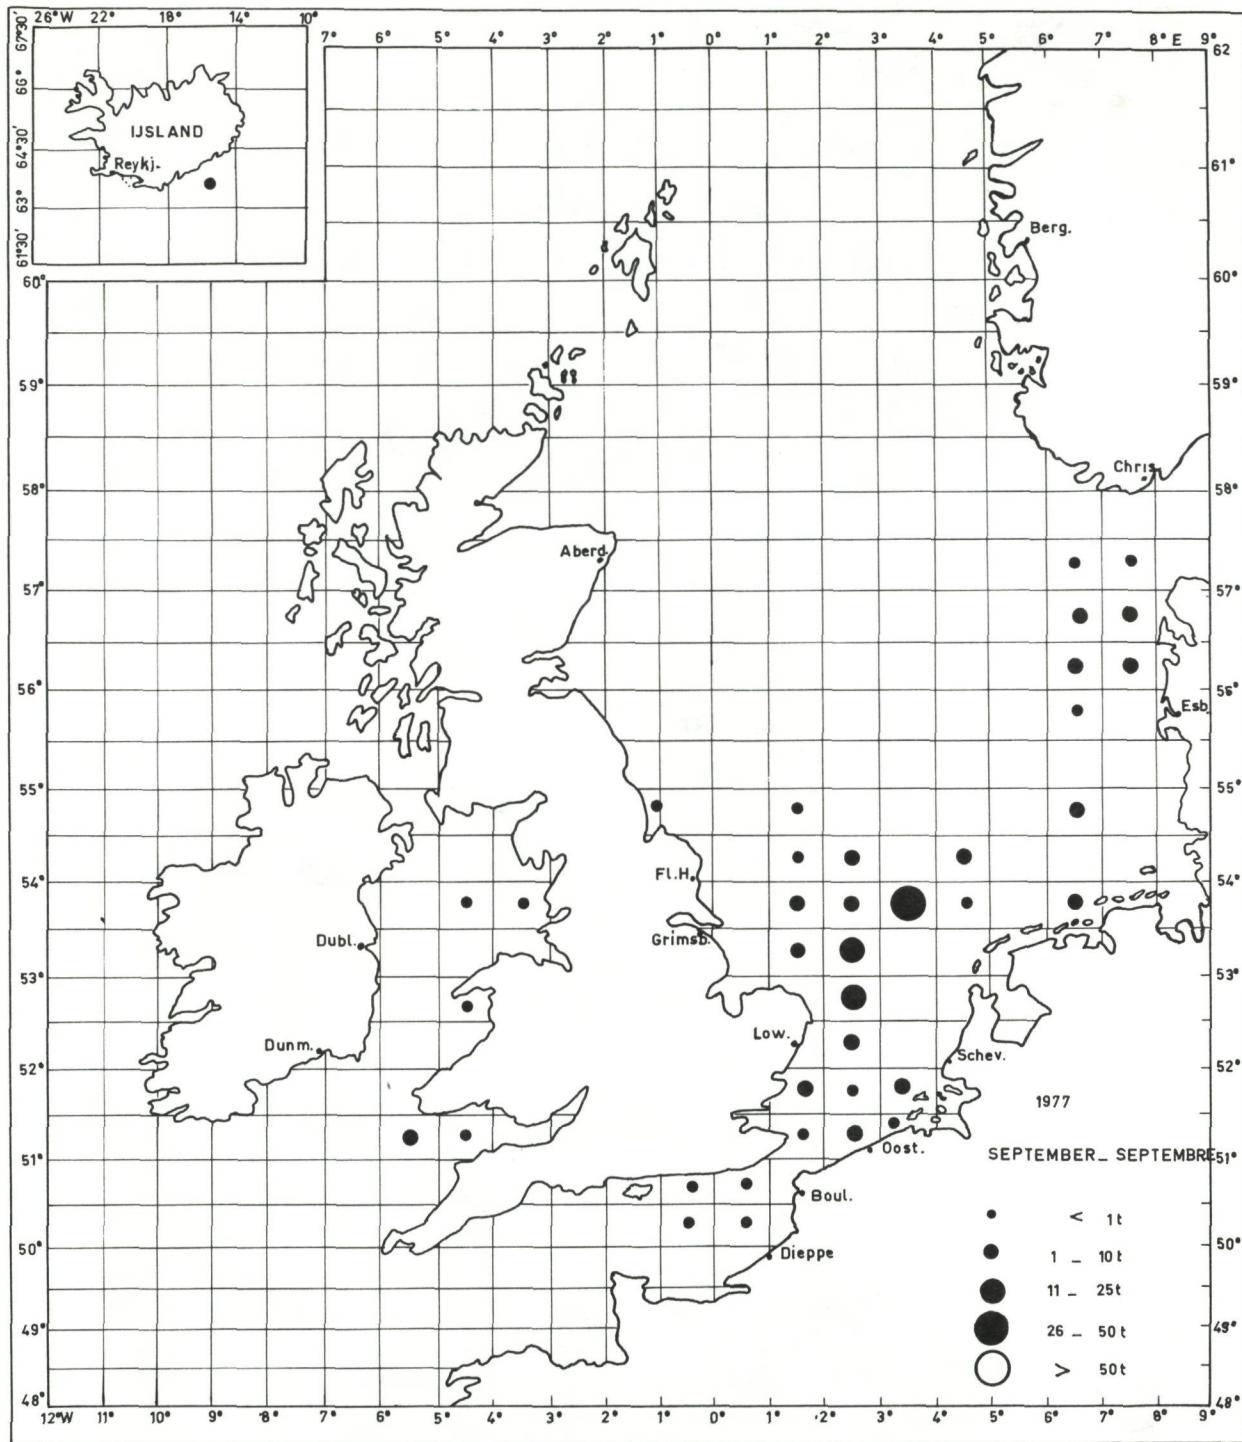 26°W 22° 18° 14° 10°
67°30'
66°
64°30'
63°
61°30'
IJSLAND
Reykj.
7° 6° 5° 4° 3° 2° 1° 0° 1° 2° 3° 4° 5° 6° 7° 8° E 9°
62
61°
60° 60°
59° 59°
58° 58°
57° 57°
56° 56°
55° 55°
54° 54°
53° 53°
52° 52°
51° 51°
50° 50°
49° 49°
48° 48°
Berg.
Chris
Aberd.
Esb
Fl.H.
Grimsb.
Dubl.
Dunm.
Low.
Schev.
Oost.
Boul.
Dieppe
1977
SEPTEMBER_ SEPTEMBRE
< 1t
1 _ 10t
11 _ 25t
26 _ 50t
> 50t
12°W 11° 10° 9° 8° 7° 6° 5° 4° 3° 2° 1° 0° 1° 2° 3° 4° 5° 6° 7° 8° 9°